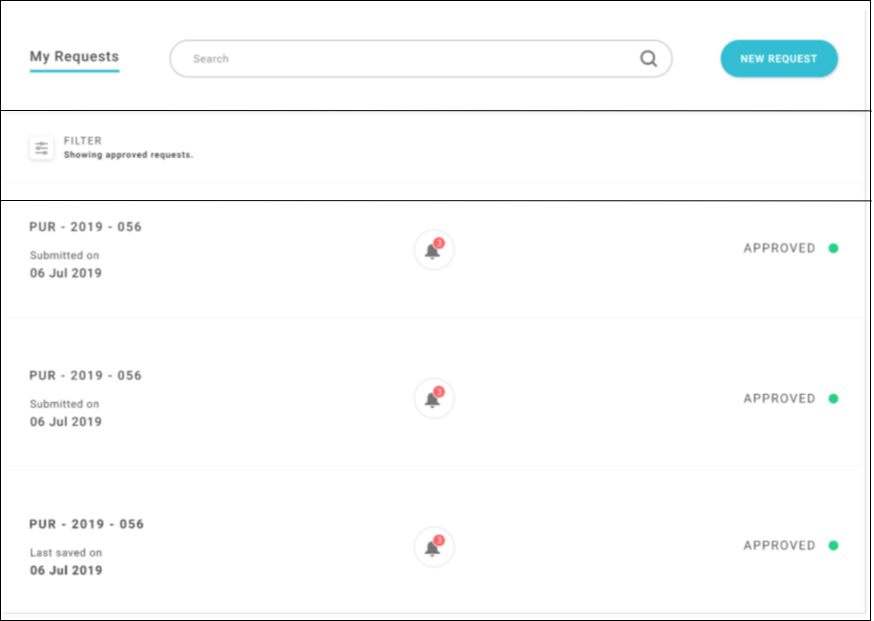 My Requests
Search
NEW REQUEST
FILTER
Showing approved requests.
PUR - 2019 - 056
Submitted on
06 Jul 2019
3
APPROVED
PUR - 2019 - 056
Submitted on
06 Jul 2019
3
APPROVED
PUR - 2019 - 056
Last saved on
06 Jul 2019
3
APPROVED